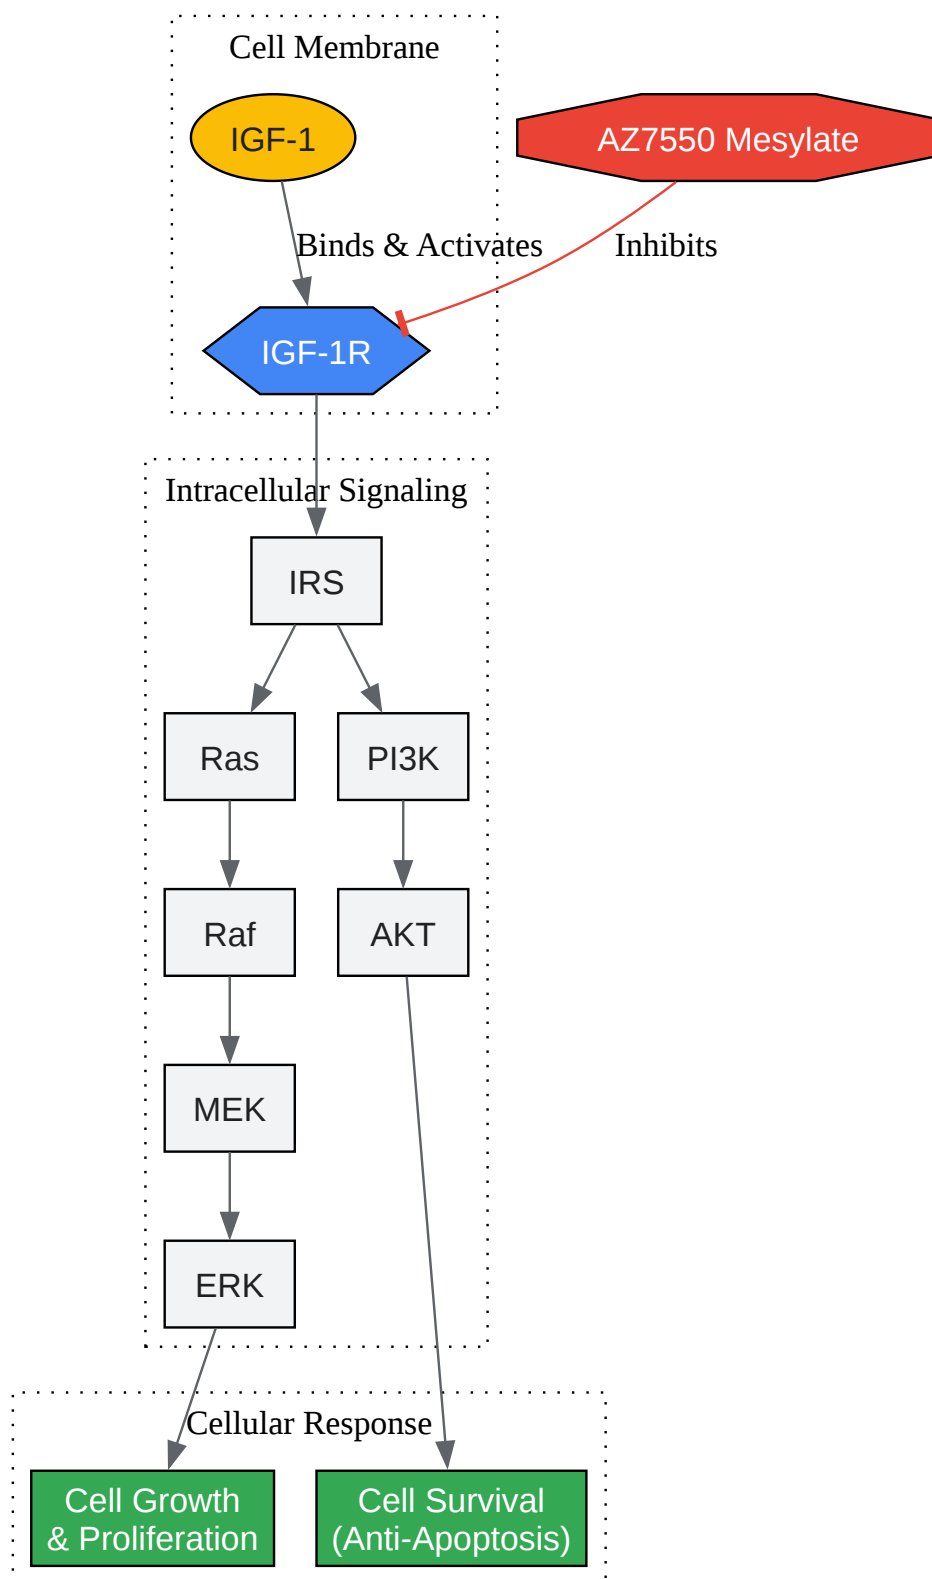 Cell Membrane
IGF-1
AZ7550 Mesylate
Binds & Activates
Inhibits
IGF-1R
Intracellular Signaling
IRS
Ras
PI3K
Raf
AKT
MEK
ERK
Cellular Response
Cell Growth
& Proliferation
Cell Survival
(Anti-Apoptosis)